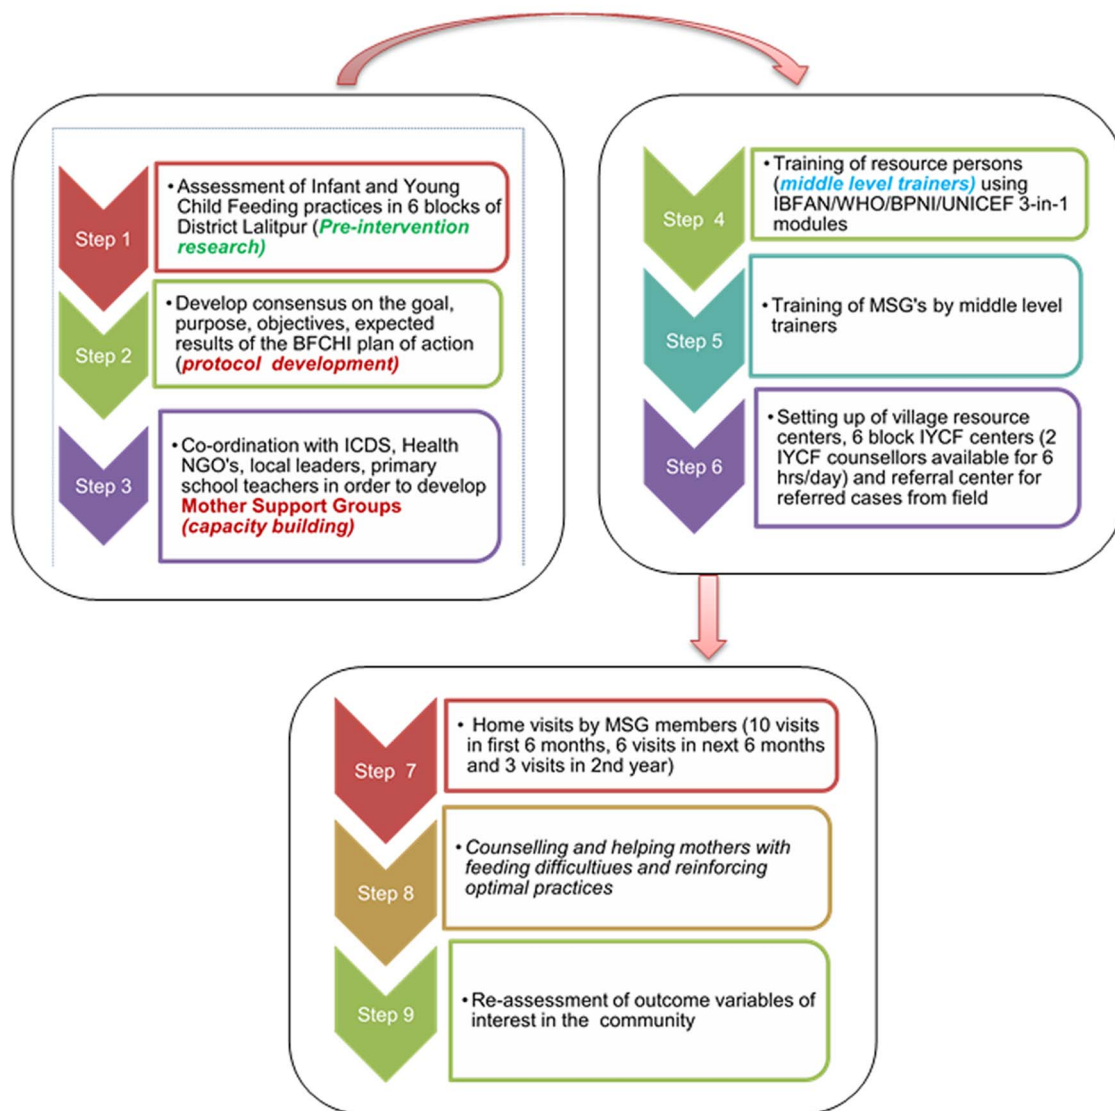 Step 1
• Assessment of Infant and Young
Child Feeding practices in 6 blocks of
District Lalitpur (Pre-intervention
research)
Step 2
Develop consensus on the goal,
purpose, objectives, expected
results of the BFCHI plan of action
(protocol development)
Step 3
• Co-ordination with ICDS, Health
NGO's, local leaders, primary
school teachers in order to develop
Mother Support Groups
(capacity building)
Step 4
• Training of resource persons
(middle level trainers) using
IBFAN/WHO/BPNI/UNICEF 3-in-1
modules
Step 5
• Training of MSG's by middle level
trainers
Step 6
• Setting up of village resource
centers, 6 block IYCF centers (2
IYCF counsellors available for 6
hrs/day) and referral center for
referred cases from field
Step 7
• Home visits by MSG members (10 visits
in first 6 months, 6 visits in next 6 months
and 3 visits in 2nd year)
Step 8
• Counselling and helping mothers with
feeding difficultiues and reinforcing
optimal practices
Step 9
• Re-assessment of outcome variables of
interest in the community